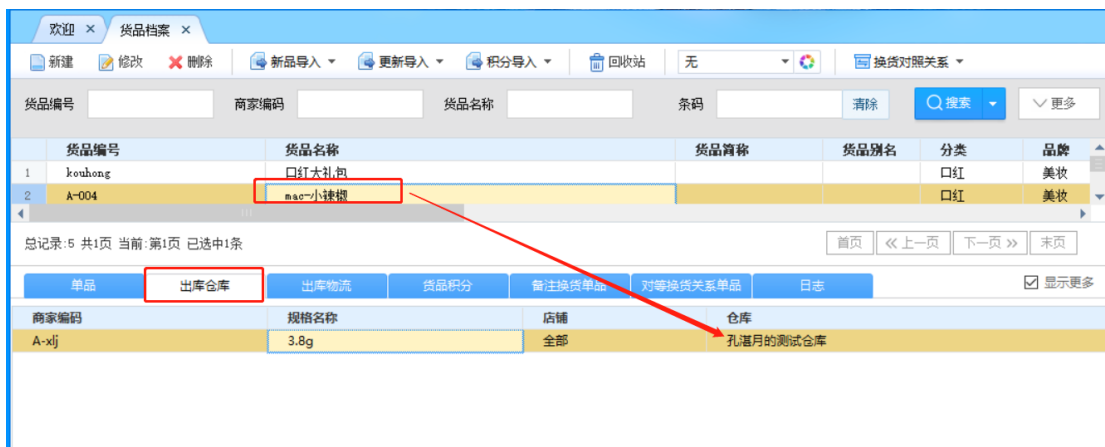 欢迎 × 货品档案 ×
新建 修改 删除 新品导入 更新导入 积分导入 回收站 无 换货对照关系
货品编号 商家编码 货品名称 条码 清除 搜索 更多
货品编号 货品名称 货品简称 货品别名 分类 品牌
1 kouhong 口红大礼包 口红 美妆
2 A-004 mac-小辣椒 口红 美妆
总记录:5 共1页 当前:第1页 已选中1条 首页 《上一页 下一页》 末页
单品 出库仓库 出库物流 货品积分 备注换货单品 对等换货关系单品 日志 显示更多
商家编码 规格名称 店铺 仓库
A-xlj 3.8g 全部 孔湛月的测试仓库